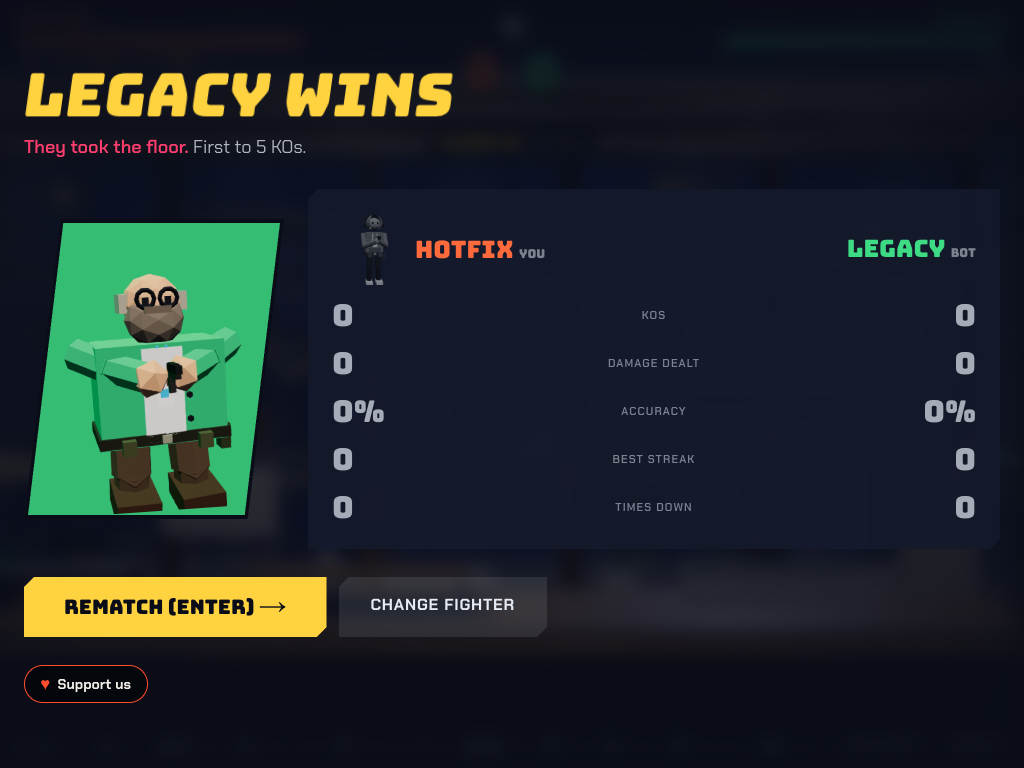 LEGACY WINS
They took the floor. First to 5 KOs.
HOTFIX YOU
LEGACY BOT
0 KOS 0
0 DAMAGE DEALT 0
0% ACCURACY 0%
0 BEST STREAK 0
0 TIMES DOWN 0
REMATCH (ENTER) →
CHANGE FIGHTER
♥ Support us